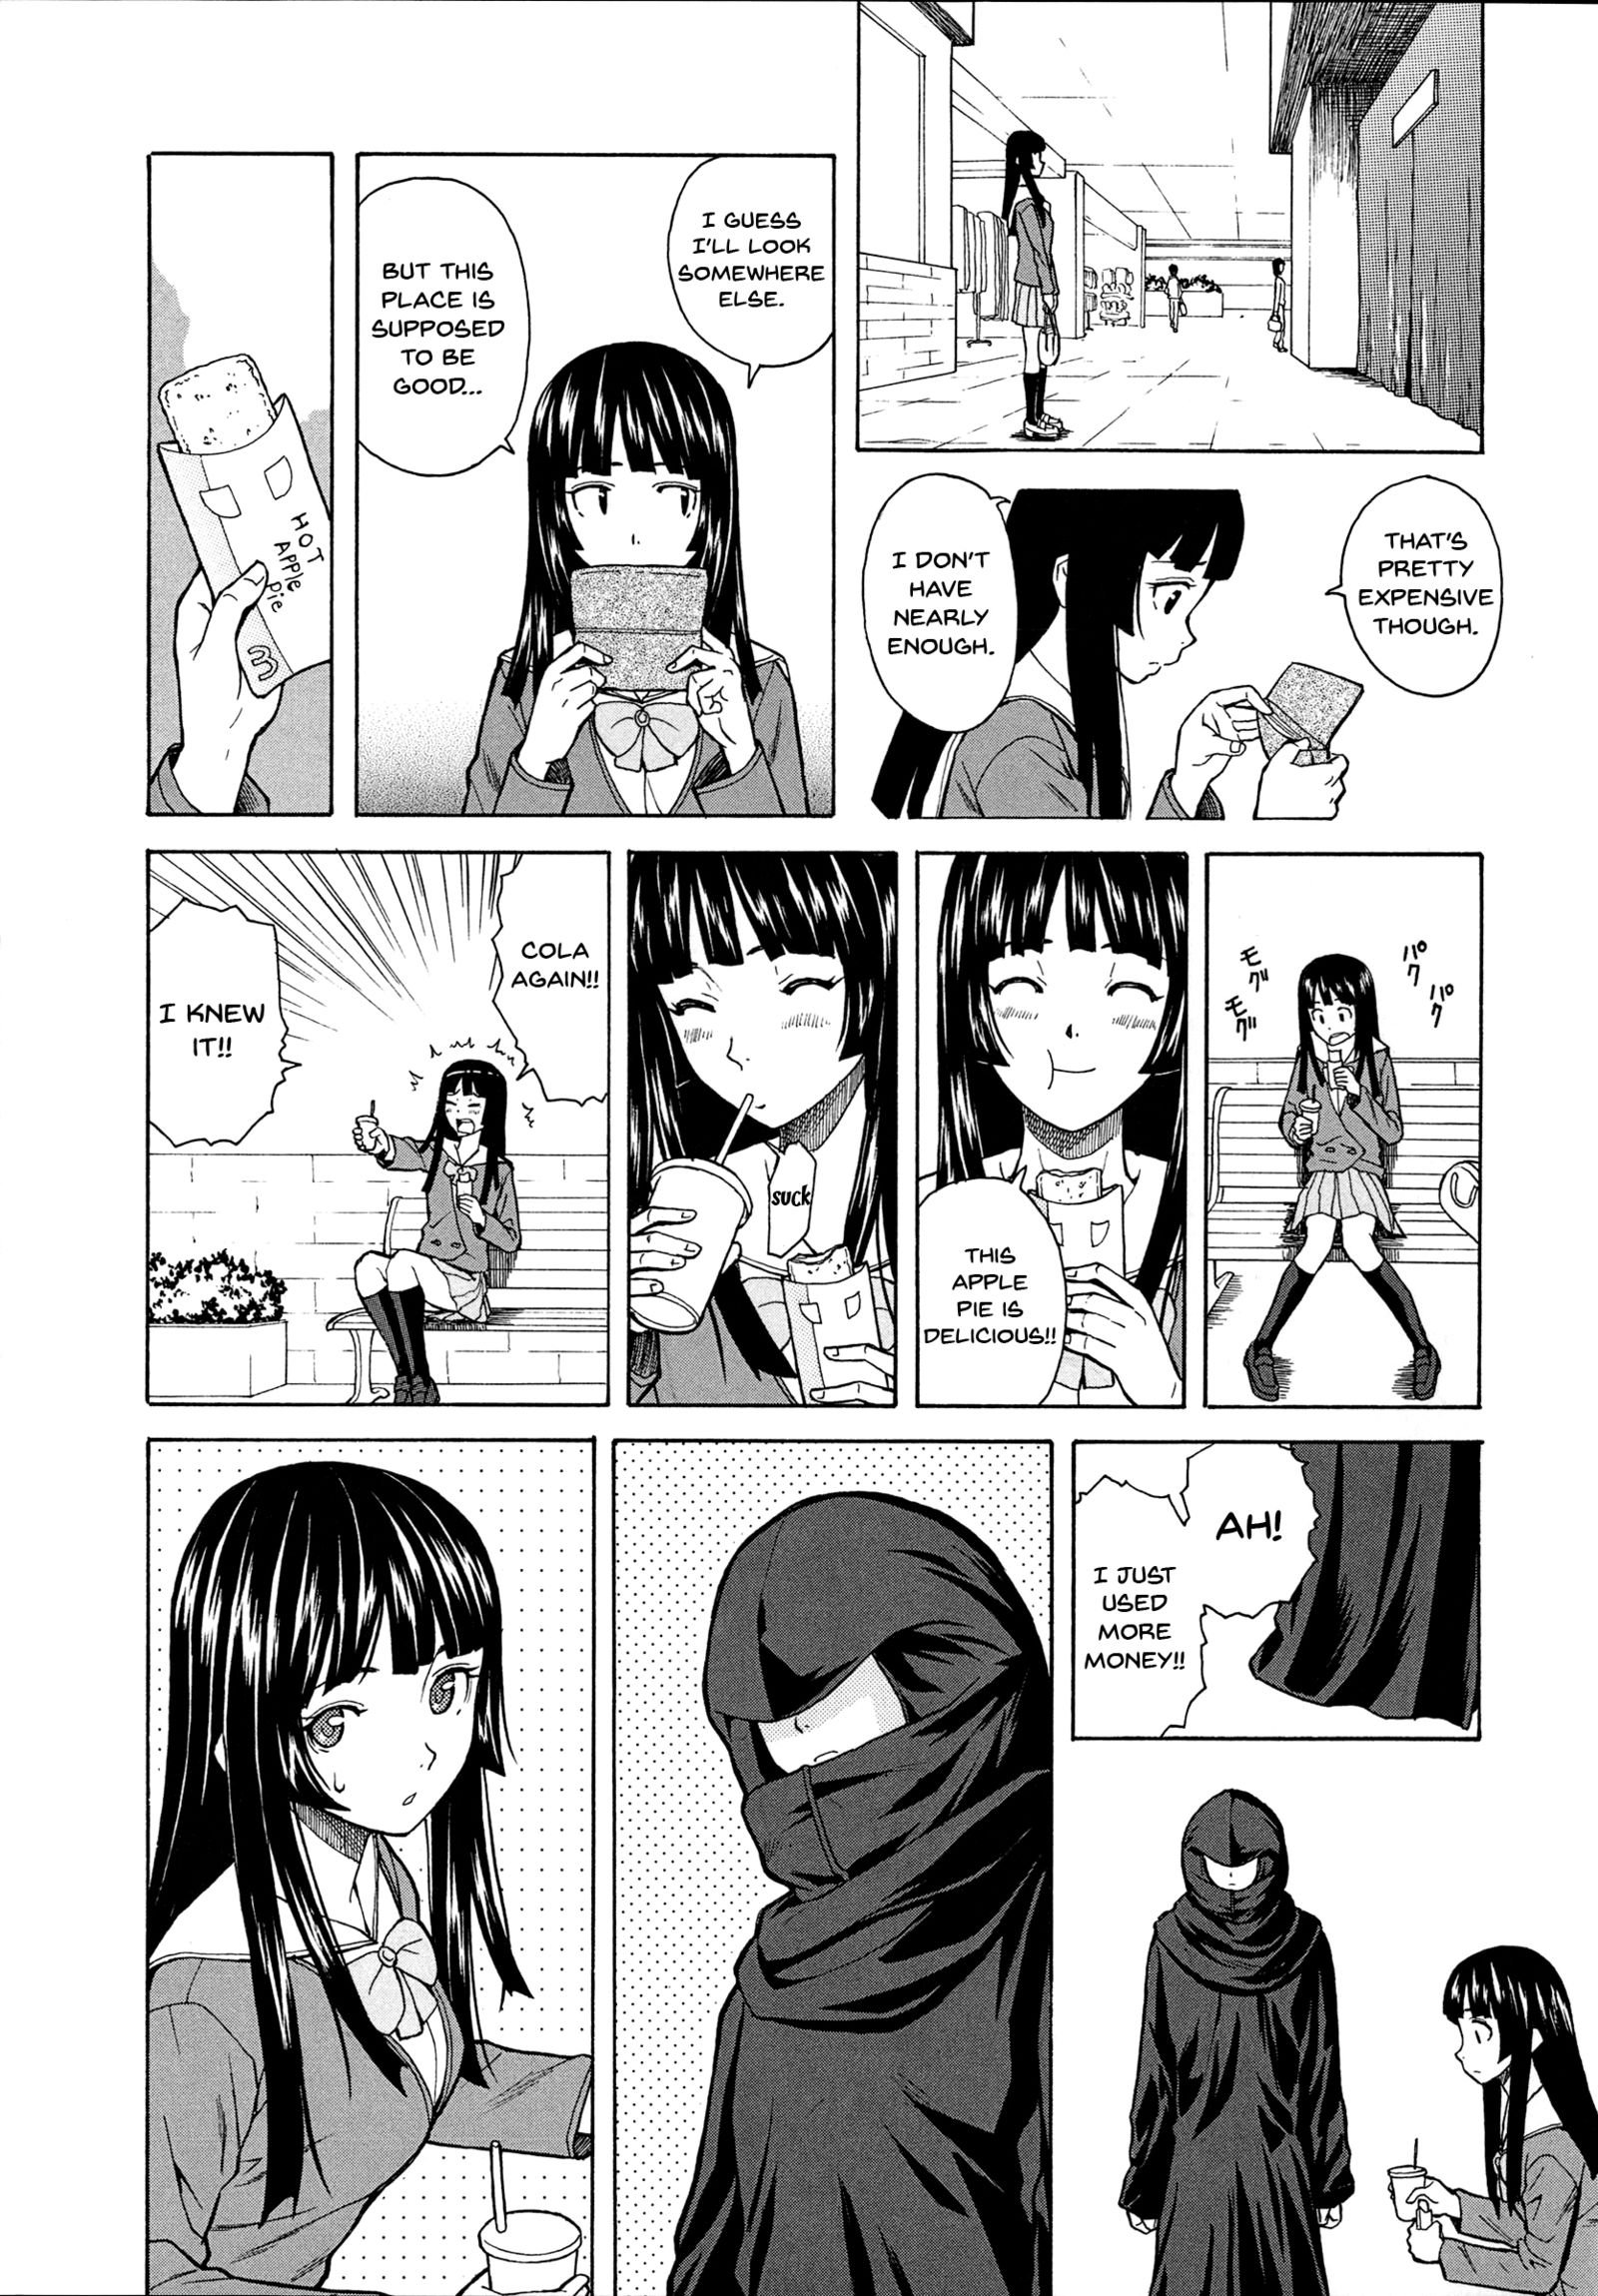 THAT'S
PRETTY
EXPENSIVE
THOUGH.
I DON'T
HAVE
NEARLY
ENOUGH.
I GUESS
I'LL LOOK
SOMEWHERE
ELSE.
BUT THIS
PLACE IS
SUPPOSED
TO BE
GOOD...
HOT
APPle
Pie
3
パク
パク
モグ
モグ
THIS
APPLE
PIE IS
DELICIOUS!!
suck
COLA
AGAIN!!
I KNEW
IT!!
AH!
I JUST
USED
MORE
MONEY!!